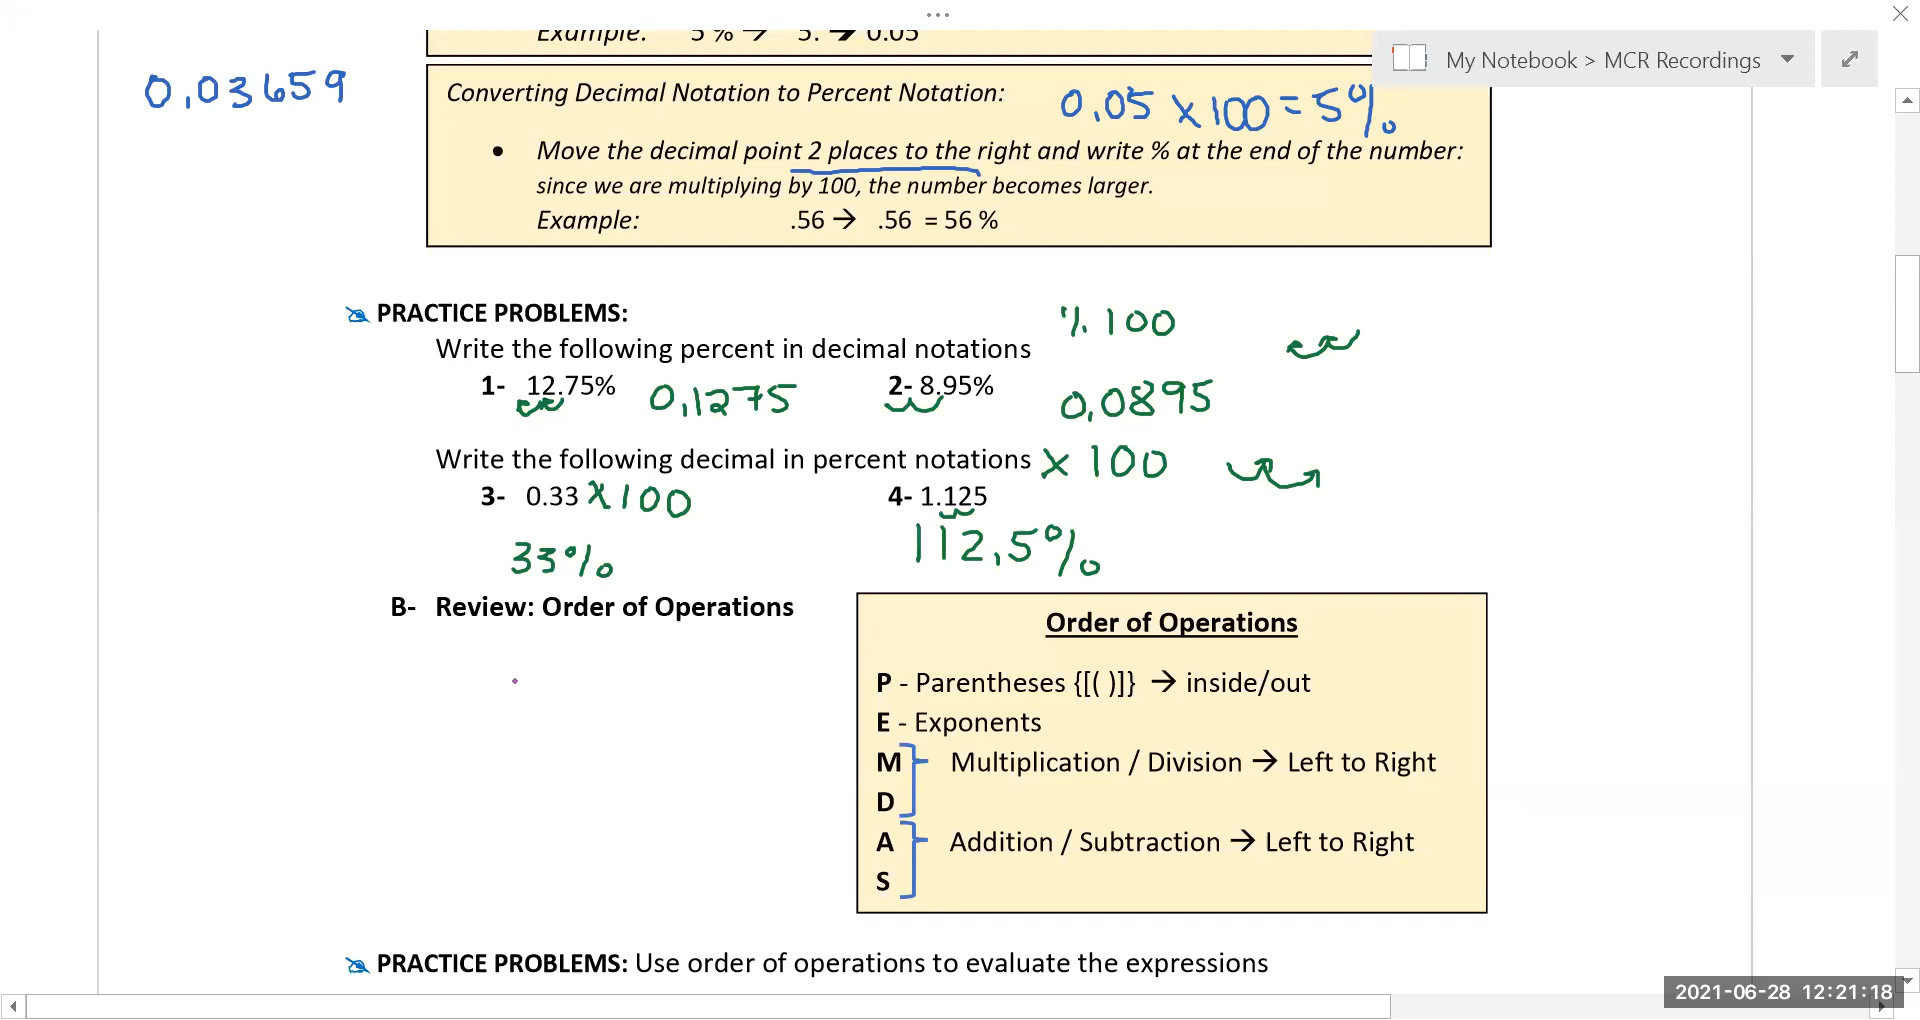 Example: 5 % → 5. → 0.05
My Notebook > MCR Recordings
0.03659
Converting Decimal Notation to Percent Notation:
0.05 x 100 = 5%
• Move the decimal point 2 places to the right and write % at the end of the number:
since we are multiplying by 100, the number becomes larger.
Example: .56 → .56 = 56 %
PRACTICE PROBLEMS:
% 100
Write the following percent in decimal notations
1- 12.75% 0.1275 2- 8.95% 0.0895
Write the following decimal in percent notations x 100
3- 0.33 x 100 4- 1.125
33% 112.5%
B- Review: Order of Operations
Order of Operations
P - Parentheses {[( )]} → inside/out
E - Exponents
M Multiplication / Division → Left to Right
D
A Addition / Subtraction → Left to Right
S
PRACTICE PROBLEMS: Use order of operations to evaluate the expressions
2021-06-28 12:21:18